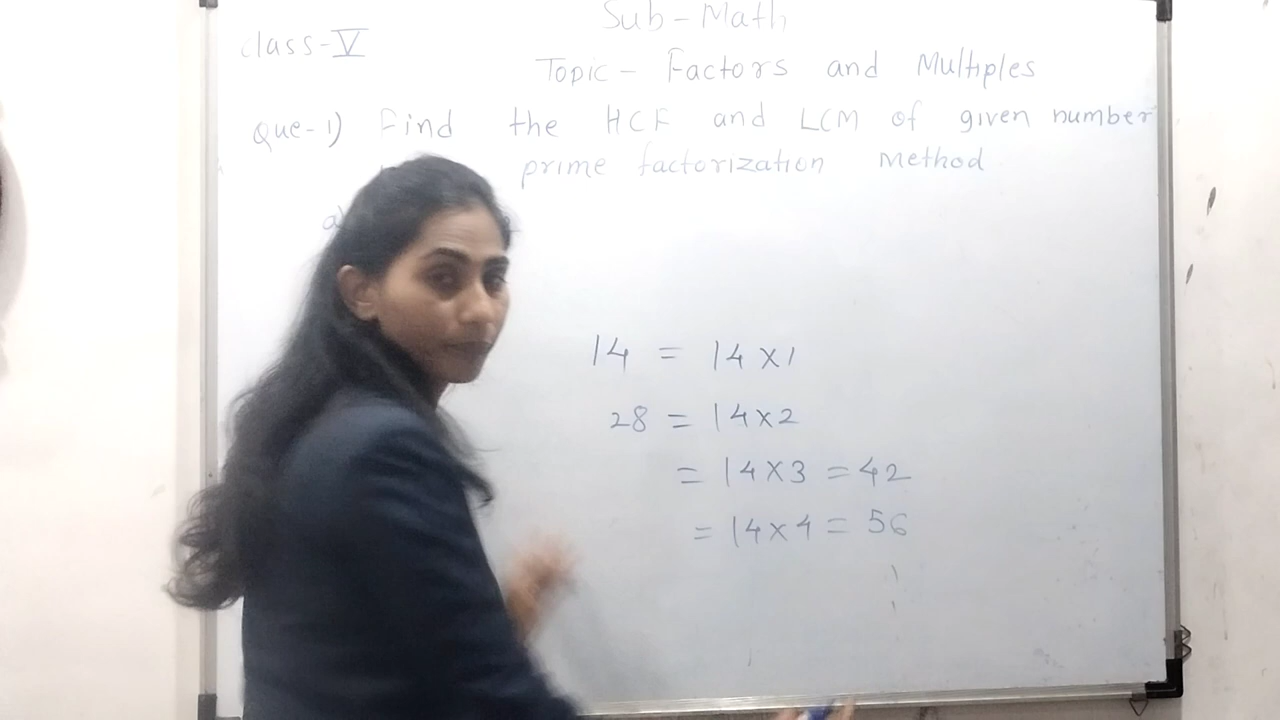 Sub - Math
Class - V
Topic - Factors and Multiples
Que-1) Find the HCF and LCM of given number
prime factorization Method
a)
14 = 14 × 1
28 = 14 × 2
= 14 × 3 = 42
= 14 × 4 = 56